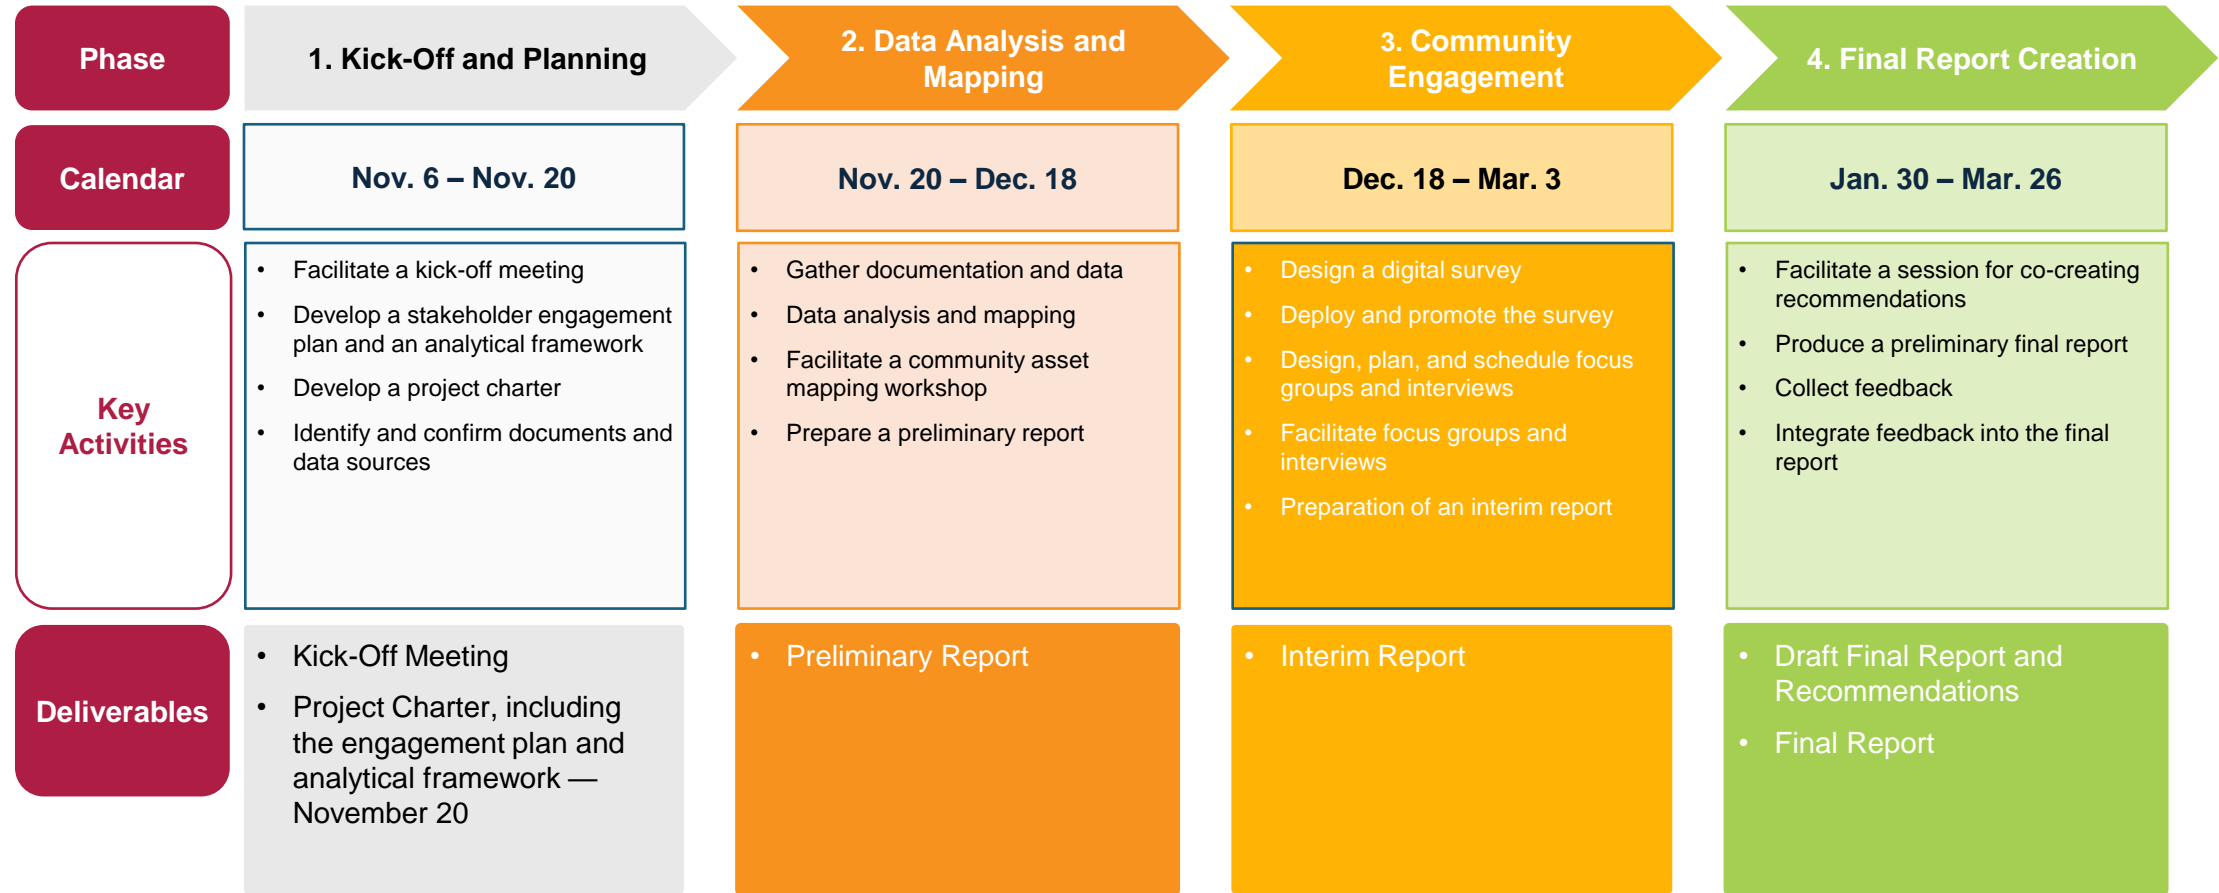 Phase
1. Kick-Off and Planning
2. Data Analysis and
Mapping
3. Community
Engagement
4. Final Report Creation
Calendar
Nov. 6 – Nov. 20
Nov. 20 – Dec. 18
Dec. 18 – Mar. 3
Jan. 30 – Mar. 26
Key
Activities
• Facilitate a kick-off meeting
• Develop a stakeholder engagement
plan and an analytical framework
• Develop a project charter
• Identify and confirm documents and
data sources
• Gather documentation and data
• Data analysis and mapping
• Facilitate a community asset
mapping workshop
• Prepare a preliminary report
• Design a digital survey
• Deploy and promote the survey
• Design, plan, and schedule focus
groups and interviews
• Facilitate focus groups and
interviews
• Preparation of an interim report
• Facilitate a session for co-creating
recommendations
• Produce a preliminary final report
• Collect feedback
• Integrate feedback into the final
report
Deliverables
• Kick-Off Meeting
• Project Charter, including
the engagement plan and
analytical framework —
November 20
• Preliminary Report
• Interim Report
• Draft Final Report and
Recommendations
• Final Report